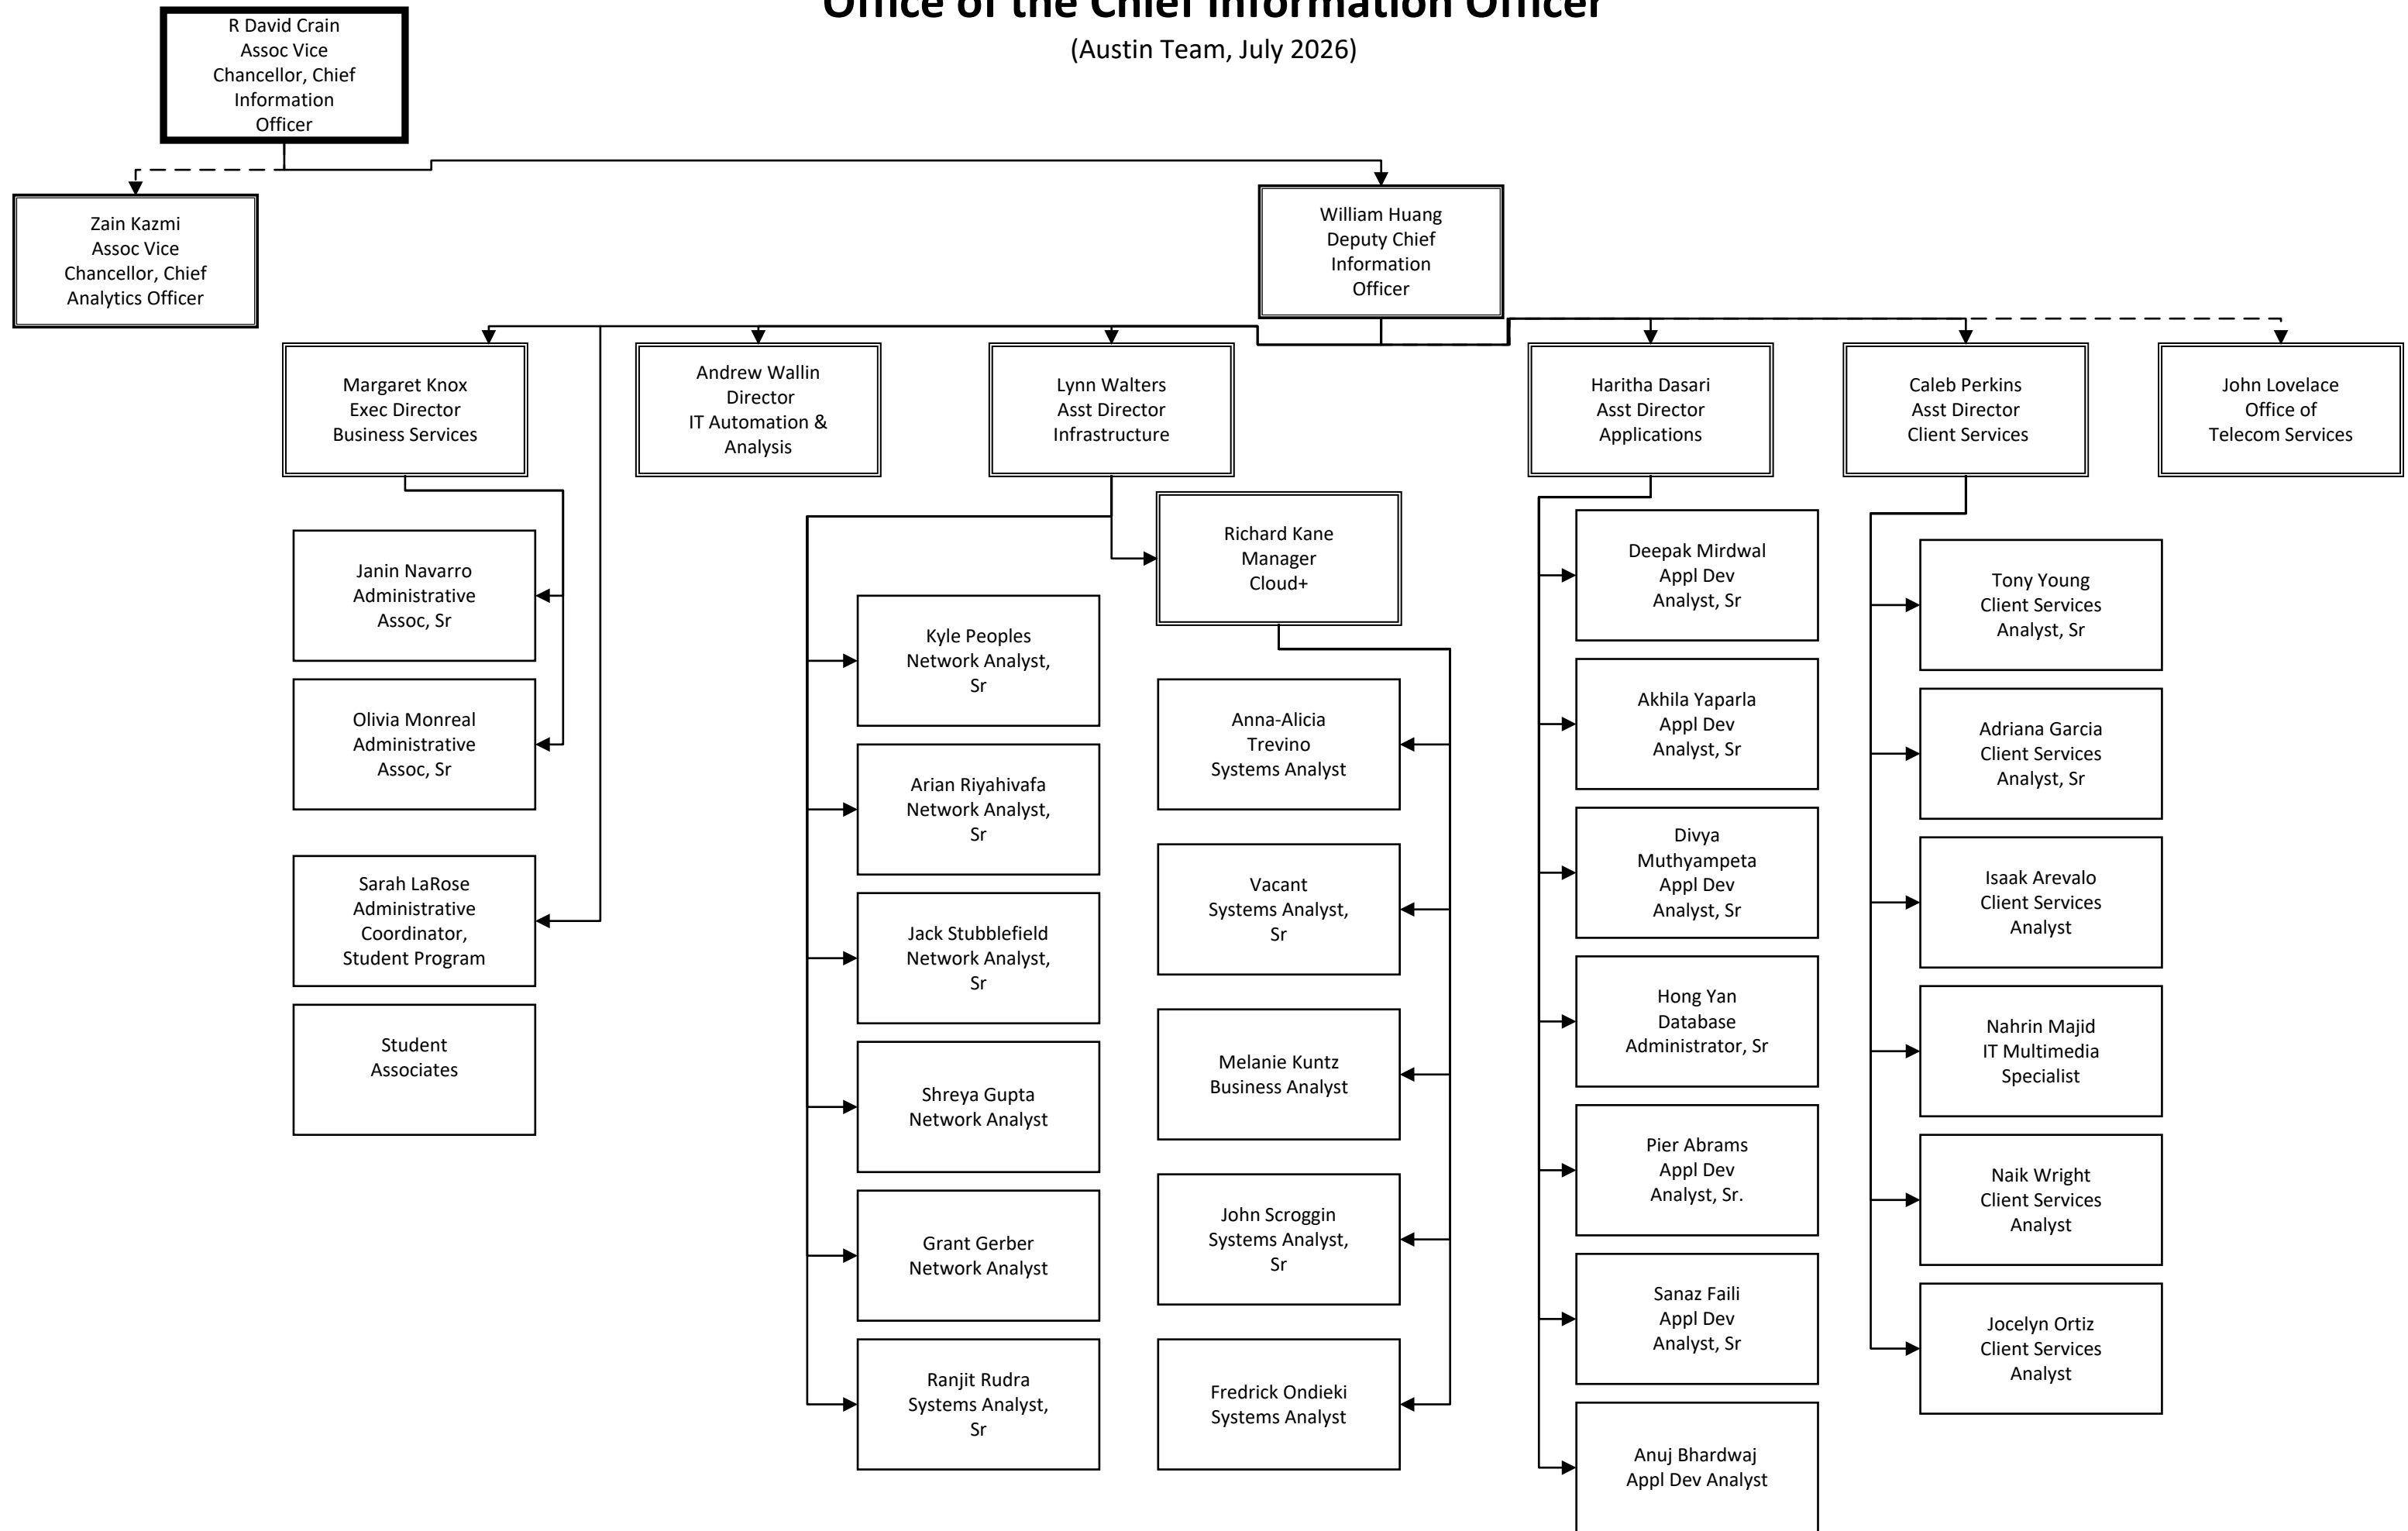 Office of the Chief Information Officer
(Austin Team, July 2026)
R David Crain
Assoc Vice
Chancellor, Chief
Information
Officer
Zain Kazmi
Assoc Vice
Chancellor, Chief
Analytics Officer
William Huang
Deputy Chief
Information
Officer
Margaret Knox
Exec Director
Business Services
Andrew Wallin
Director
IT Automation &
Analysis
Lynn Walters
Asst Director
Infrastructure
Haritha Dasari
Asst Director
Applications
Caleb Perkins
Asst Director
Client Services
John Lovelace
Office of
Telecom Services
Janin Navarro
Administrative
Assoc, Sr
Olivia Monreal
Administrative
Assoc, Sr
Sarah LaRose
Administrative
Coordinator,
Student Program
Student
Associates
Kyle Peoples
Network Analyst,
Sr
Arian Riyahivafa
Network Analyst,
Sr
Jack Stubblefield
Network Analyst,
Sr
Shreya Gupta
Network Analyst
Grant Gerber
Network Analyst
Ranjit Rudra
Systems Analyst,
Sr
Richard Kane
Manager
Cloud+
Anna-Alicia
Trevino
Systems Analyst
Vacant
Systems Analyst,
Sr
Melanie Kuntz
Business Analyst
John Scroggin
Systems Analyst,
Sr
Fredrick Ondieki
Systems Analyst
Deepak Mirdwal
Appl Dev
Analyst, Sr
Akhila Yaparla
Appl Dev
Analyst, Sr
Divya
Muthyampeta
Appl Dev
Analyst, Sr
Hong Yan
Database
Administrator, Sr
Pier Abrams
Appl Dev
Analyst, Sr.
Sanaz Faili
Appl Dev
Analyst, Sr
Anuj Bhardwaj
Appl Dev Analyst
Tony Young
Client Services
Analyst, Sr
Adriana Garcia
Client Services
Analyst, Sr
Isaak Arevalo
Client Services
Analyst
Nahrin Majid
IT Multimedia
Specialist
Naik Wright
Client Services
Analyst
Jocelyn Ortiz
Client Services
Analyst